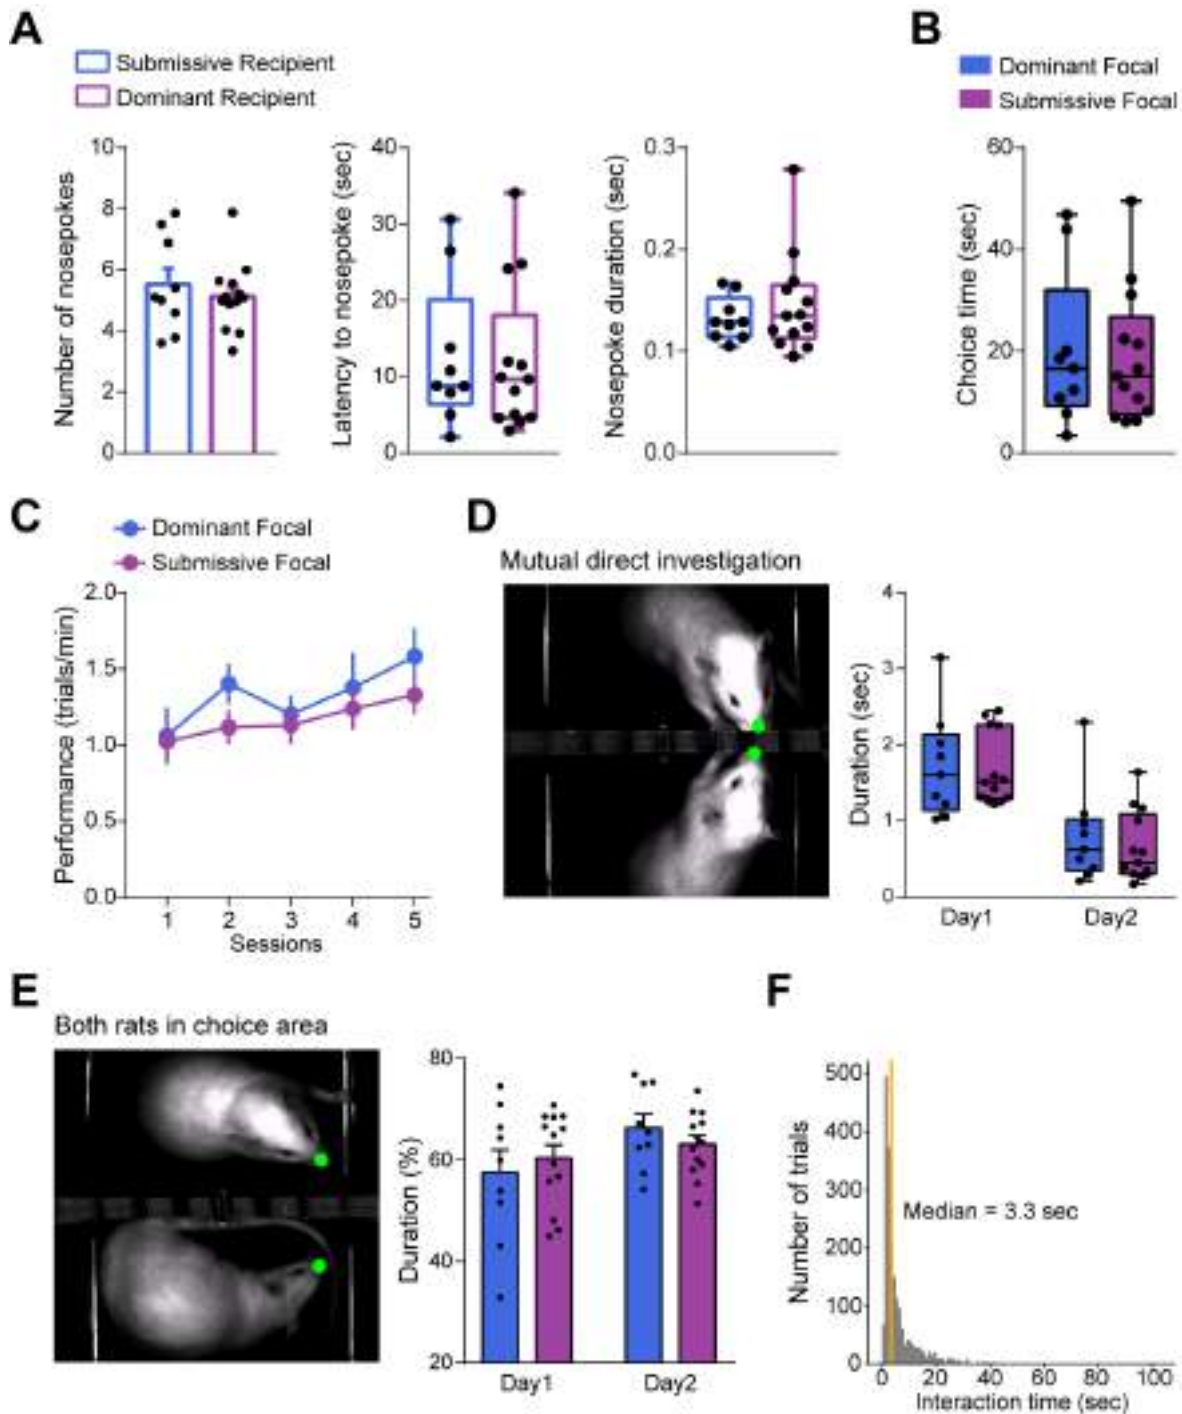 A
Submissive Recipient
Dominant Recipient
Number of nosepokes
10
8
6
4
2
0
Latency to nosepoke (sec)
40
30
20
10
0
Nosepoke duration (sec)
0.3
0.2
0.1
0.0
B
Dominant Focal
Submissive Focal
Choice time (sec)
60
40
20
0
C
Dominant Focal
Submissive Focal
Performance (trials/min)
2.0
1.5
1.0
0.5
0.0
1 2 3 4 5
Sessions
D
Mutual direct investigation
Duration (sec)
4
3
2
1
0
Day1 Day2
E
Both rats in choice area
Duration (%)
80
60
40
20
Day1 Day2
F
Number of trials
500
400
300
200
100
0
Median = 3.3 sec
0 20 40 60 80 100
Interaction time (sec)